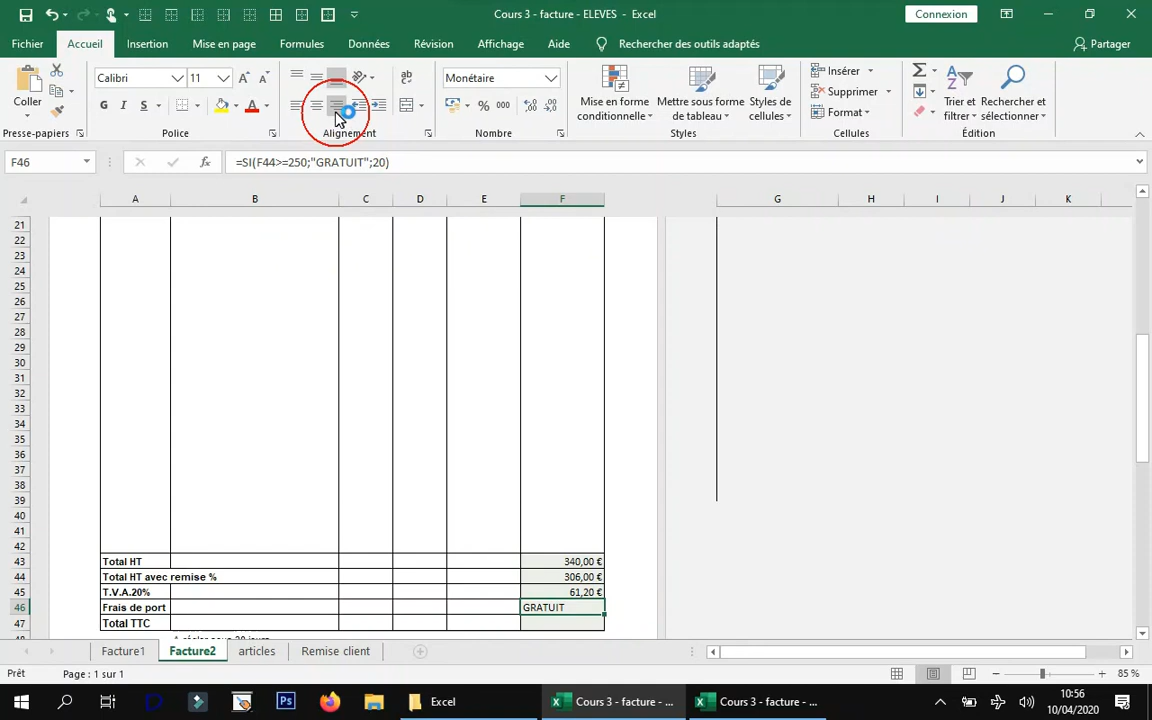 Cours 3 - facture - ELEVES - Excel
Connexion
Fichier
Accueil
Insertion
Mise en page
Formules
Données
Révision
Affichage
Aide
Rechercher des outils adaptés
Partager
Coller
Presse-papiers
Calibri
11
G
I
S
A
Police
ab
Alignement
Monétaire
%
000
Nombre
Mise en forme
conditionnelle
Mettre sous forme
de tableau
Styles de
cellules
Styles
Insérer
Supprimer
Format
Cellules
Trier et
filtrer
Rechercher et
sélectionner
Édition
F46
fx
=SI(F44>=250;"GRATUIT";20)
A B C D E F G H I J K
21
22
23
24
25
26
27
28
29
30
31
32
33
34
35
36
37
38
39
40
41
42
43 Total HT 340,00 €
44 Total HT avec remise % 306,00 €
45 T.V.A.20% 61,20 €
46 Frais de port GRATUIT
47 Total TTC
Facture1
Facture2
articles
Remise client
Prêt
Page : 1 sur 1
85 %
Ps
Excel
Cours 3 - facture - ...
Cours 3 - facture - ...
10:56
10/04/2020